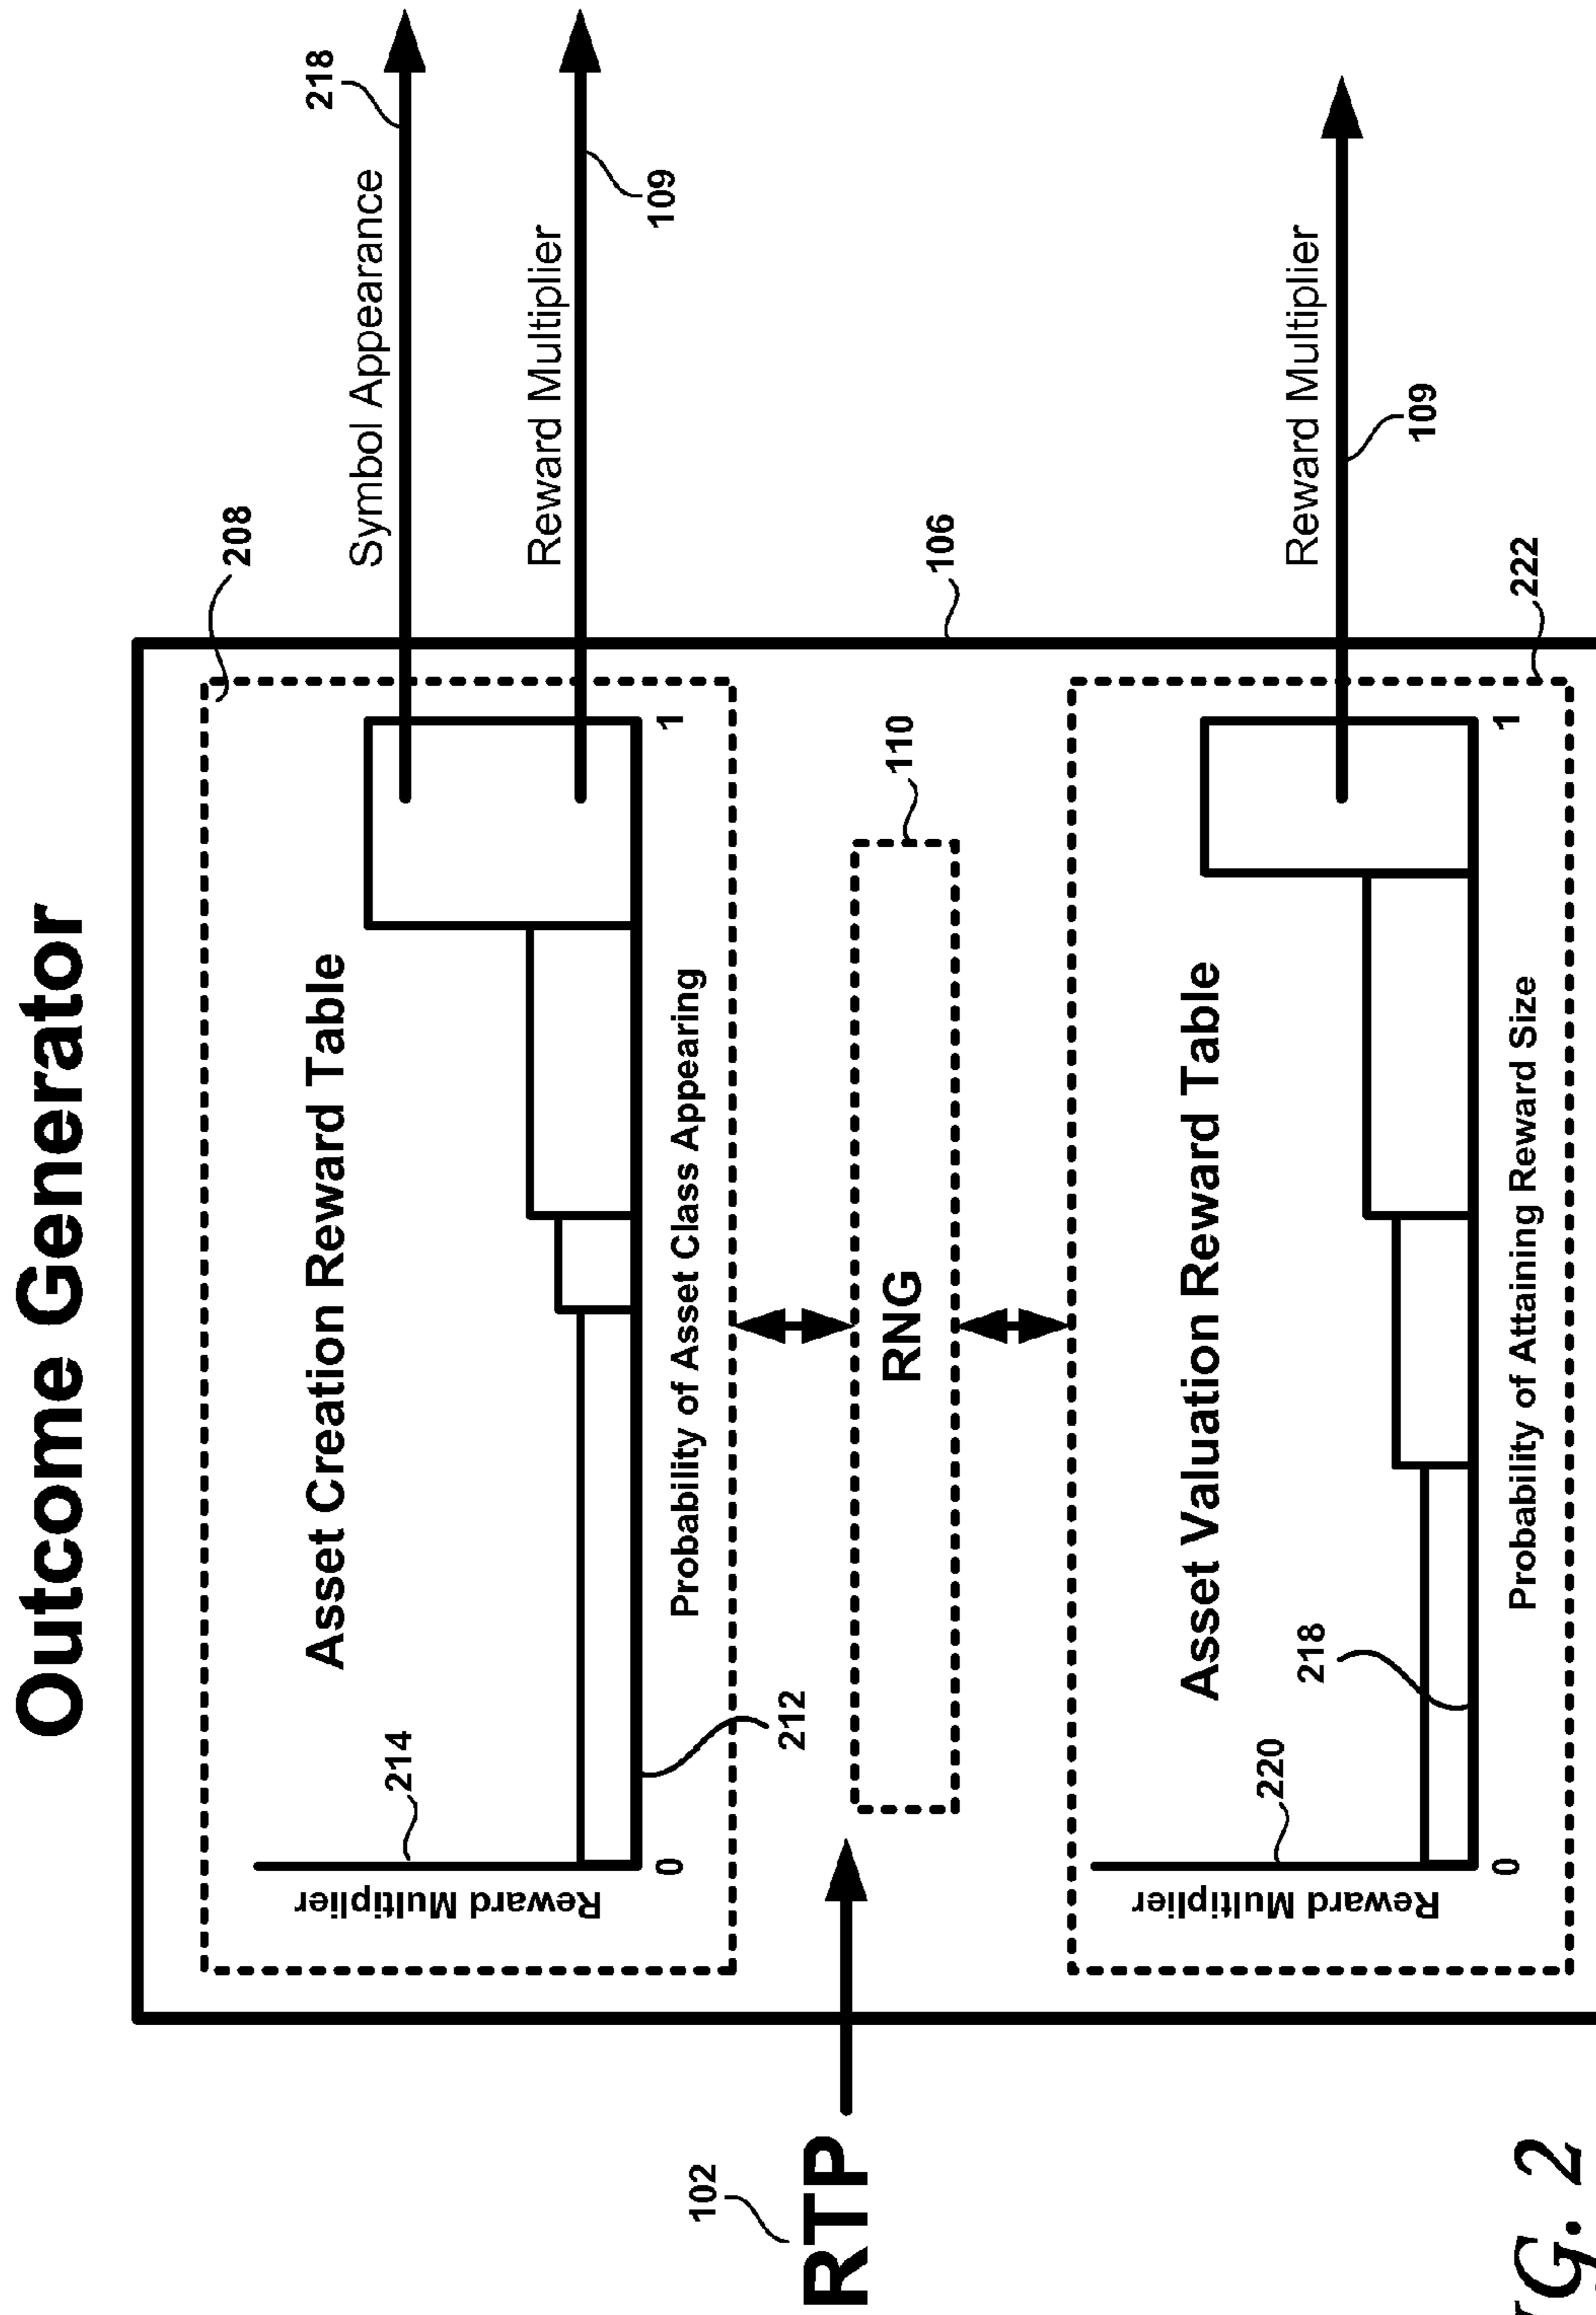 Outcome Generator
208
218
Symbol Appearance
Reward Multiplier
109
Asset Creation Reward Table
214
Reward Multiplier
0
1
212
Probability of Asset Class Appearing
106
110
RNG
102
RTP
Reward Multiplier
109
222
Asset Valuation Reward Table
220
218
Reward Multiplier
0
1
Probability of Attaining Reward Size
G. 2